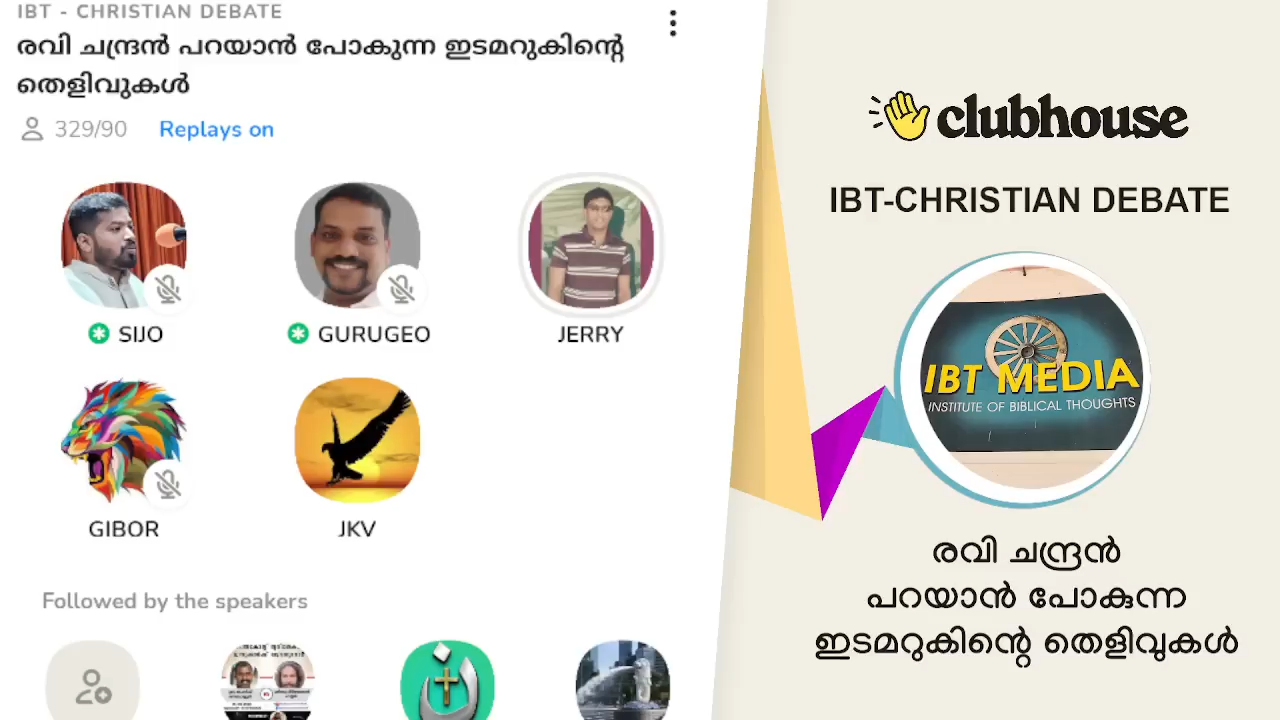 IBT - CHRISTIAN DEBATE
രവി ചന്ദ്രൻ പറയാൻ പോകുന്ന ഇടമറുകിന്റെ
തെളിവുകൾ
329/90 Replays on
SIJO GURUGEO JERRY
GIBOR JKV
Followed by the speakers
clubhouse
IBT-CHRISTIAN DEBATE
IBT MEDIA
INSTITUTE OF BIBLICAL THOUGHTS
രവി ചന്ദ്രൻ
പറയാൻ പോകുന്ന
ഇടമറുകിന്റെ തെളിവുകൾ